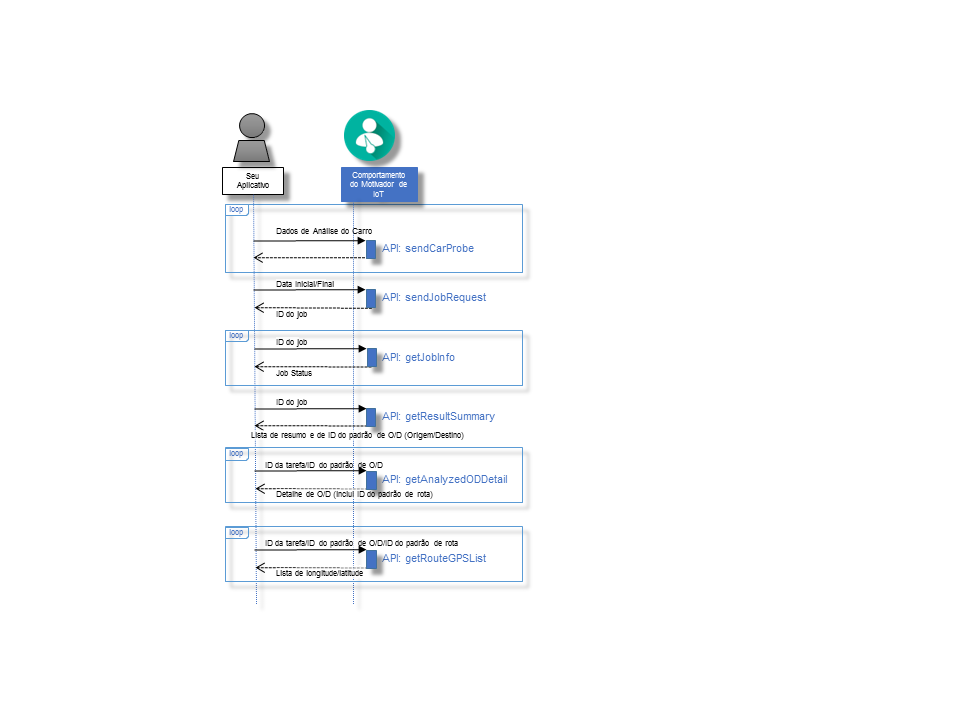 Seu
Aplicativo
Comportamento
do Motivador de
IoT
loop
Dados de Análise do Carro
API: sendCarProbe
Data Inicial/Final
API: sendJobRequest
ID do job
loop
ID do job
API: getJobInfo
Job Status
ID do job
API: getResultSummary
Lista de resumo e de ID do padrão de O/D (Origem/Destino)
loop
ID da tarefa/ID do padrão de O/D
API: getAnalyzedODDetail
Detalhe de O/D (Inclui ID do padrão de rota)
loop
ID da tarefa/ID do padrão de O/D/ID do padrão de rota
API: getRouteGPSList
Lista de longitude/latitude